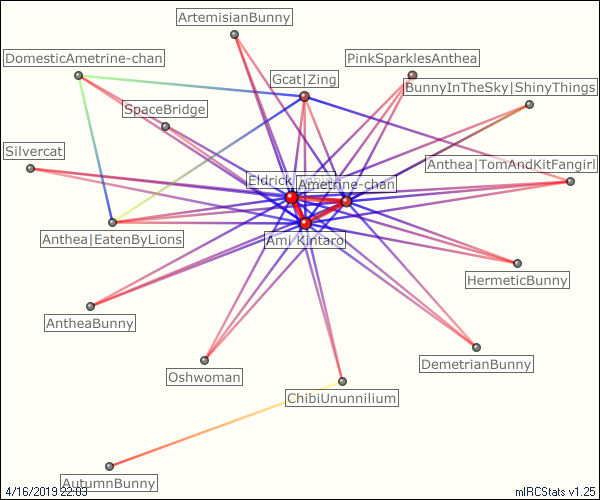 ArtemisianBunny
DomesticAmetrine-chan
PinkSparklesAnthea
Gcat|Zing
BunnyInTheSky|ShinyThings
SpaceBridge
Silvercat
Anthea|TomAndKitFangirl
Eldrick
Ametrine-chan
Anthea|EatenByLions
Ami Kintaro
HermeticBunny
AntheaBunny
DemetrianBunny
Oshwoman
ChibiUnunnilium
AutumnBunny
4/16/2019 22:03
mIRCStats v1.25